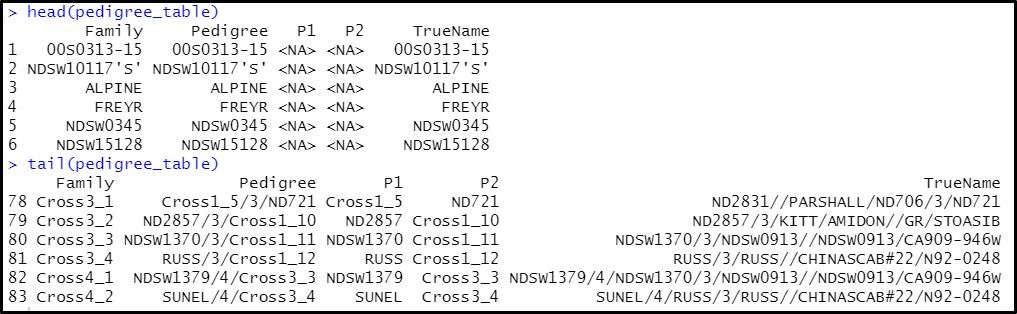 > head(pedigree_table)
Family Pedigree P1 P2 TrueName
1 00S0313-15 00S0313-15 <NA> <NA> 00S0313-15
2 NDSW10117'S' NDSW10117'S' <NA> <NA> NDSW10117'S'
3 ALPINE ALPINE <NA> <NA> ALPINE
4 FREYR FREYR <NA> <NA> FREYR
5 NDSW0345 NDSW0345 <NA> <NA> NDSW0345
6 NDSW15128 NDSW15128 <NA> <NA> NDSW15128
> tail(pedigree_table)
Family Pedigree P1 P2 TrueName
78 Cross3_1 Cross1_5/3/ND721 Cross1_5 ND721 ND2831//PARSHALL/ND706/3/ND721
79 Cross3_2 ND2857/3/Cross1_10 ND2857 Cross1_10 ND2857/3/KITT/AMIDON//GR/STOASIB
80 Cross3_3 NDSW1370/3/Cross1_11 NDSW1370 Cross1_11 NDSW1370/3/NDSW0913//NDSW0913/CA909-946W
81 Cross3_4 RUSS/3/Cross1_12 RUSS Cross1_12 RUSS/3/RUSS//CHINASCAB#22/N92-0248
82 Cross4_1 NDSW1379/4/Cross3_3 NDSW1379 Cross3_3 NDSW1379/4/NDSW1370/3/NDSW0913//NDSW0913/CA909-946W
83 Cross4_2 SUNEL/4/Cross3_4 SUNEL Cross3_4 SUNEL/4/RUSS/3/RUSS//CHINASCAB#22/N92-0248